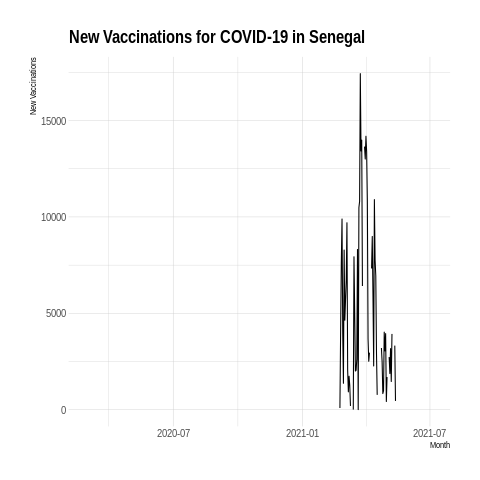 New Vaccinations for COVID-19 in Senegal
New Vaccinations
15000
10000
5000
0
2020-07
2021-01
2021-07
Month